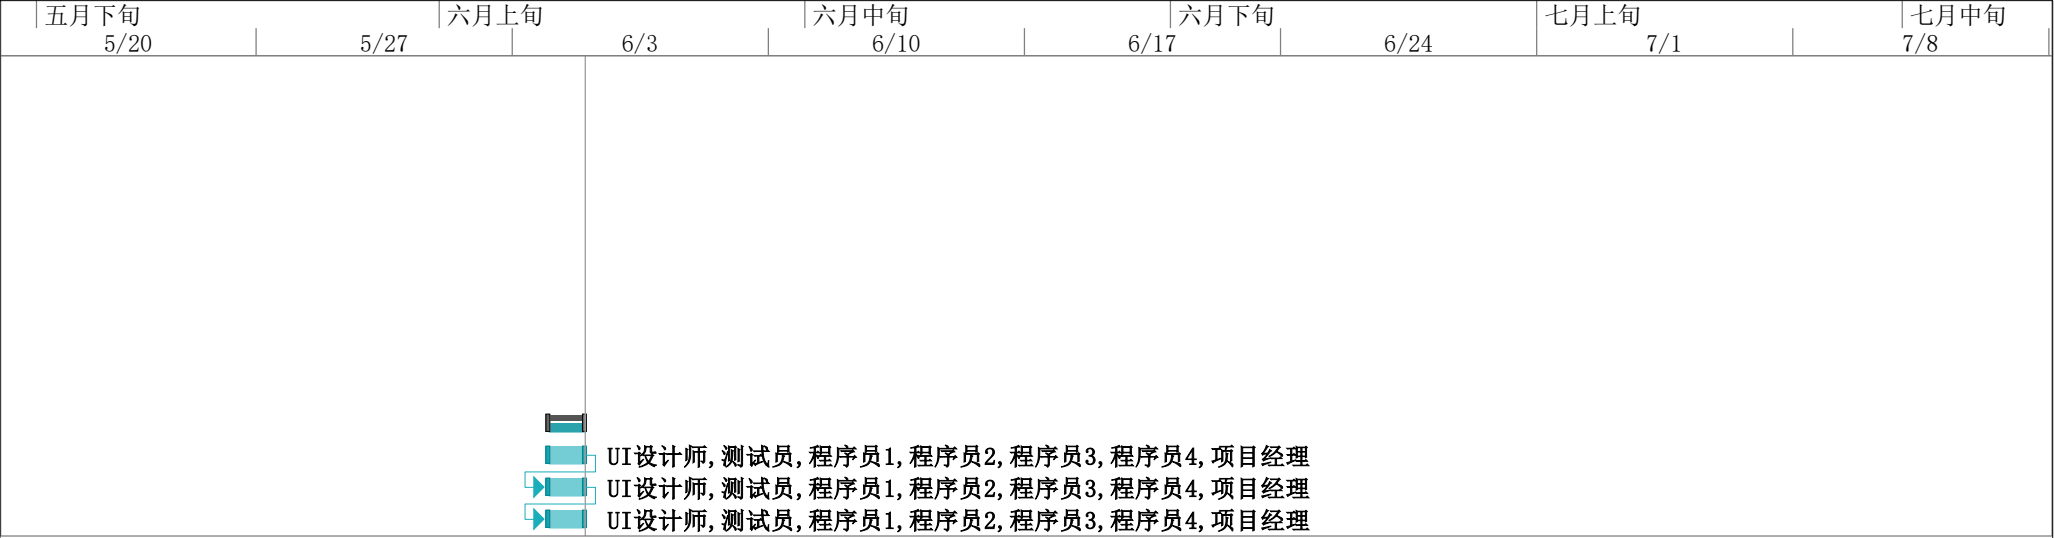 五月下旬 六月上旬 六月中旬 六月下旬 七月上旬 七月中旬
5/20 5/27 6/3 6/10 6/17 6/24 7/1 7/8
UI设计师,测试员,程序员1,程序员2,程序员3,程序员4,项目经理
UI设计师,测试员,程序员1,程序员2,程序员3,程序员4,项目经理
UI设计师,测试员,程序员1,程序员2,程序员3,程序员4,项目经理